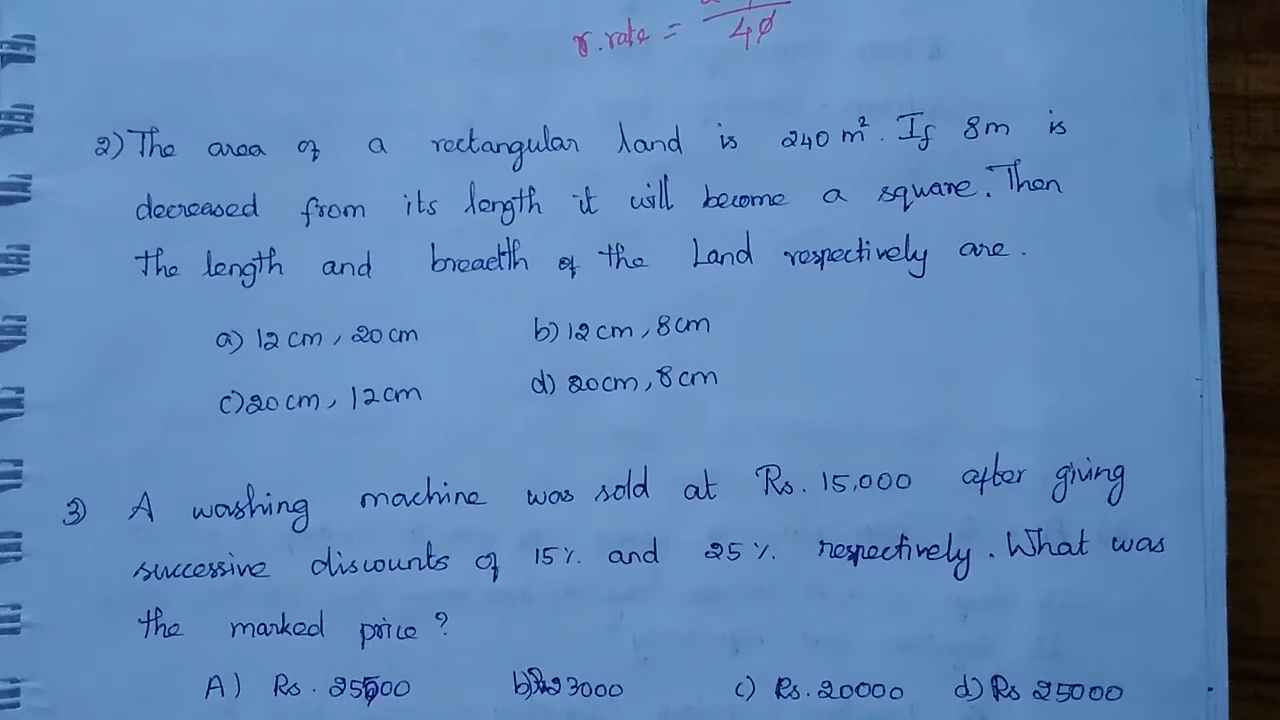 r.rate = 40
2) The area of a rectangular land is 240 m². If 8m is
decreased from its length it will become a square. Then
the length and breadth of the Land respectively are.
a) 12 cm, 20 cm b) 12 cm, 8 cm
c) 20 cm, 12 cm d) 20 cm, 8 cm
3) A washing machine was sold at Rs. 15,000 after giving
successive discounts of 15% and 25% respectively. What was
the marked price?
A) Rs. b) 23000 c) Rs. 20000 d) Rs 25000